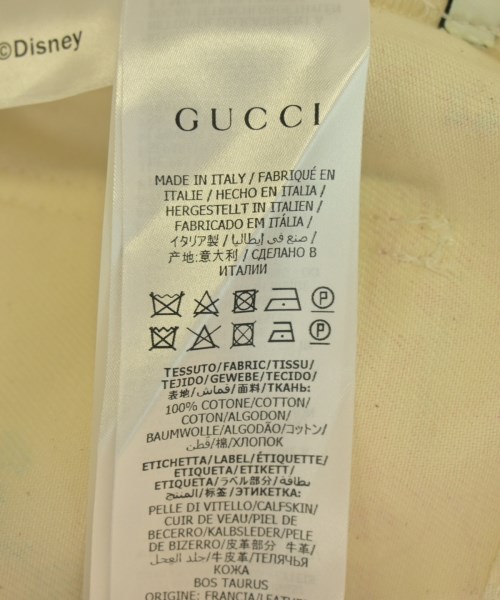 ©Disney
GUCCI
MADE IN ITALY / FABRIQUÉ EN
ITALIE / HECHO EN ITALIA /
HERGESTELLT IN ITALIEN /
FABRICADO EM ITÁLIA /
イタリア製 / صنع في إيطاليا /
产地:意大利 / СДЕЛАНО В
ИТАЛИИ
P
P
TESSUTO/FABRIC/TISSU/
TEJIDO/GEWEBE/TECIDO/
表地/قماش/面料/ТКАНЬ:
100% COTONE/COTTON/
COTON/ALGODON/
BAUMWOLLE/ALGODÃO/コットン/
قطن/棉/ХЛОПОК
ETICHETTA/LABEL/ÉTIQUETTE/
ETIQUETA/ETIKETT/
ETIQUETA/ラベル部分/بطاقة
المنتج/标签/ЭТИКЕТКА:
PELLE DI VITELLO/CALFSKIN/
CUIR DE VEAU/PIEL DE
BECERRO/KALBSLEDER/PELE
DE BIZERRO/皮革部分 牛革/
جلد العجل/牛皮革/ТЕЛЯЧЬЯ
КОЖА
BOS TAURUS
ORIGINE: FRANCIA/